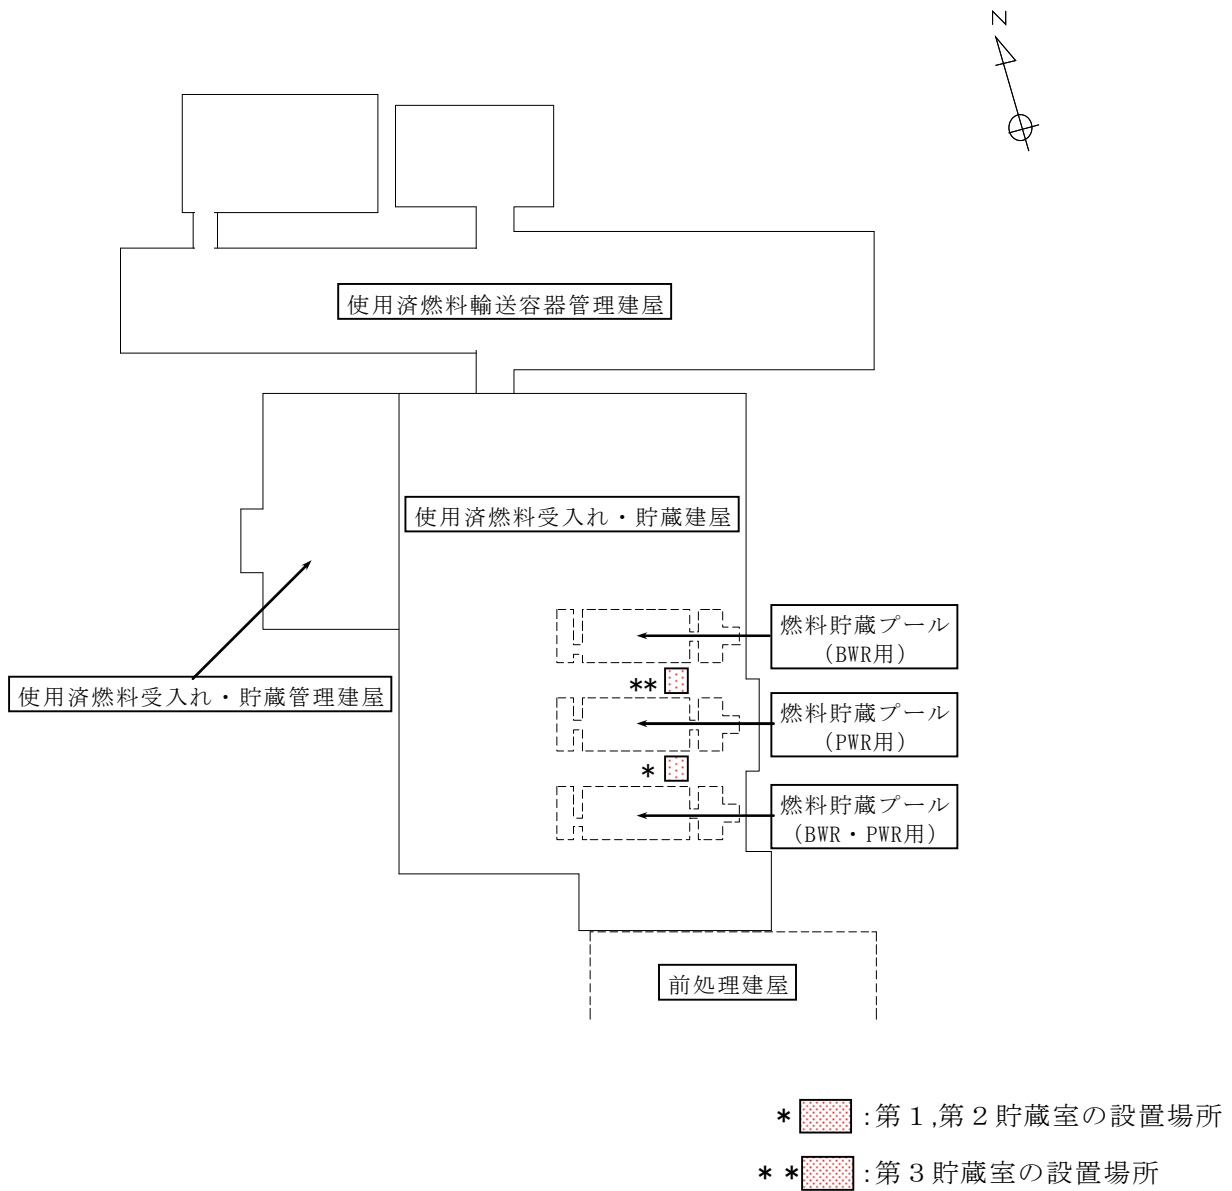 N
使用済燃料輸送容器管理建屋
使用済燃料受入れ・貯蔵建屋
燃料貯蔵プール
(BWR用)
**
使用済燃料受入れ・貯蔵管理建屋
燃料貯蔵プール
(PWR用)
*
燃料貯蔵プール
(BWR・PWR用)
前処理建屋
* :第１,第２貯蔵室の設置場所
** :第３貯蔵室の設置場所